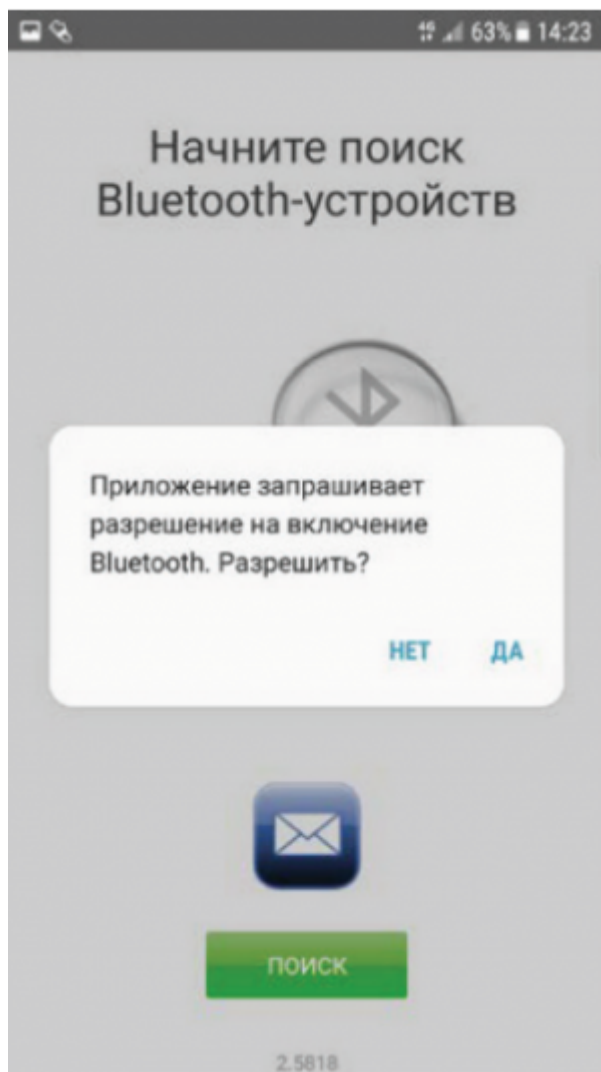 63% 14:23
Начните поиск
Bluetooth-устройств
Приложение запрашивает
разрешение на включение
Bluetooth. Разрешить?
НЕТ ДА
ПОИСК
2.5818